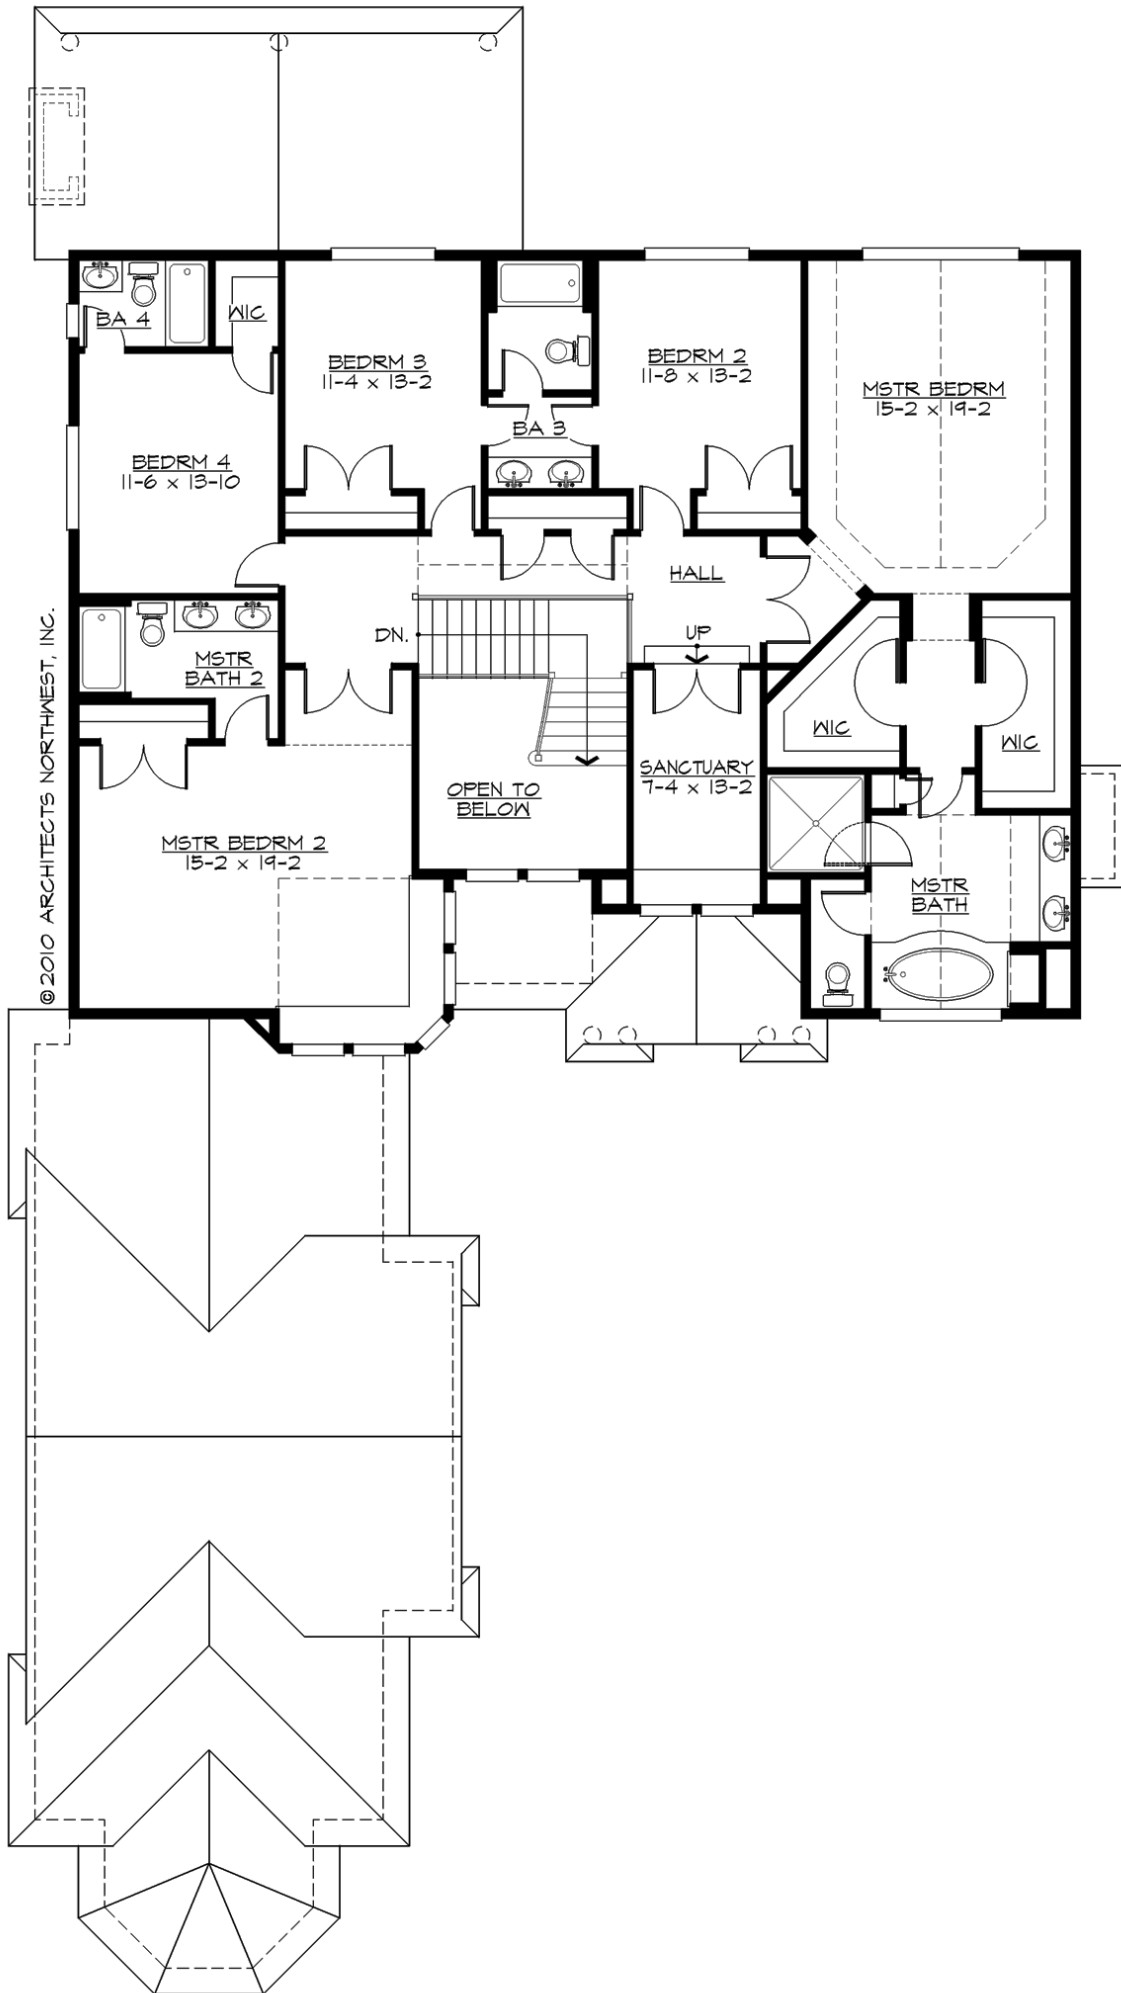 BA 4
WIC
BEDRM 3
11-4 x 13-2
BEDRM 2
11-8 x 13-2
MSTR BEDRM
15-2 x 19-2
BA 3
BEDRM 4
11-6 x 13-10
HALL
DN.
UP
MSTR
BATH 2
WIC
WIC
SANCTUARY
7-4 x 13-2
OPEN TO
BELOW
MSTR BEDRM 2
15-2 x 19-2
MSTR
BATH
© 2010 ARCHITECTS NORTHWEST, INC.